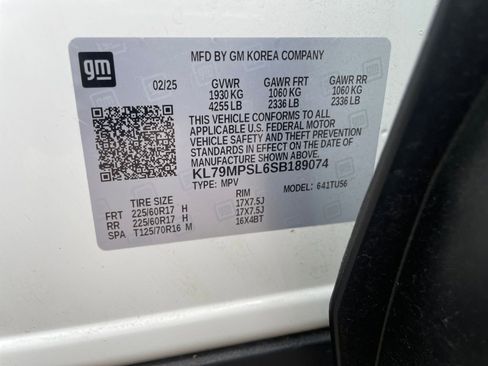 gm
MFD BY GM KOREA COMPANY
02/25 GVWR GAWR FRT GAWR RR
1930 KG 1060 KG 1060 KG
4255 LB 2336 LB 2336 LB
THIS VEHICLE CONFORMS TO ALL
APPLICABLE U.S. FEDERAL MOTOR
VEHICLE SAFETY AND THEFT
PREVENTION STANDARDS IN EFFECT ON
THE DATE OF MANUFACTURE SHOWN ABOVE.
KL79MPSL6SB189074
TYPE: MPV MODEL: 641TU56
TIRE SIZE RIM
FRT 225/60R17 H 17X7.5J
RR 225/60R17 H 17X7.5J
SPA T125/70R16 M 16X4BT